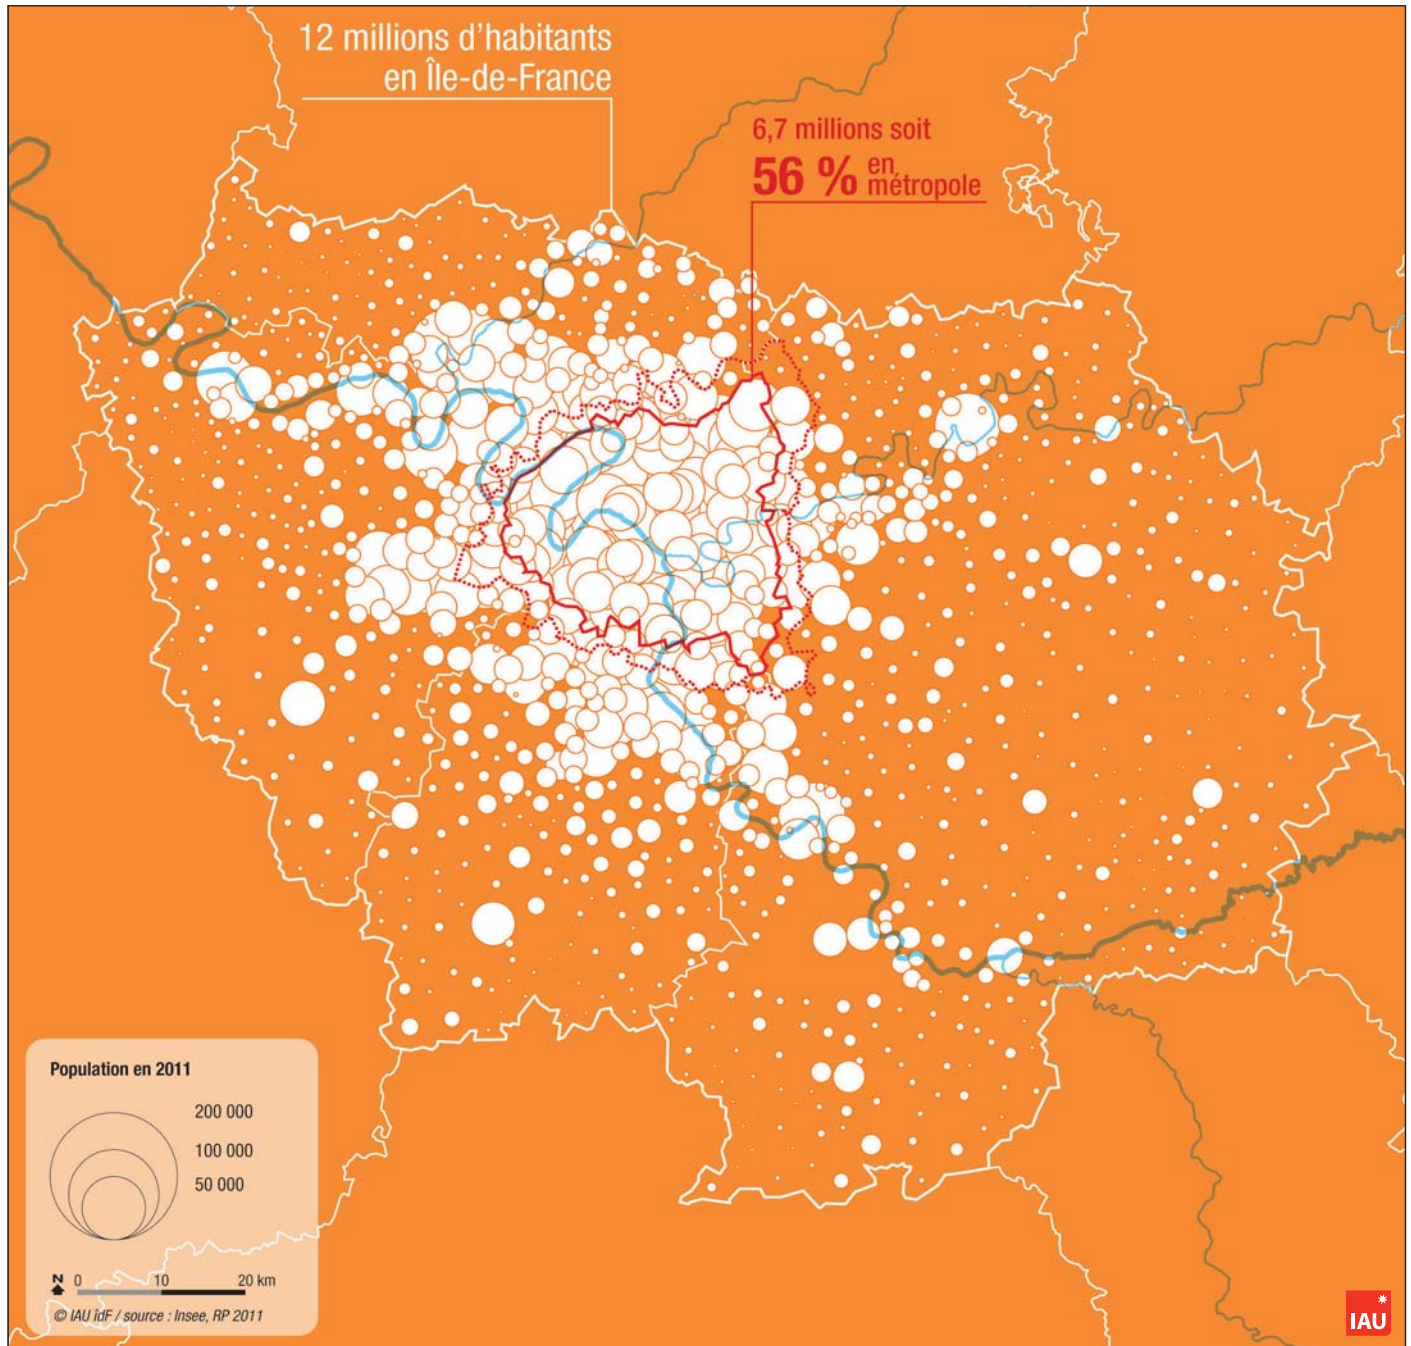 12 millions d'habitants
en Île-de-France
6,7 millions soit
56 % en métropole
Population en 2011
200 000
100 000
50 000
N 0 10 20 km
© IAU îdF / source : Insee, RP 2011
IAU